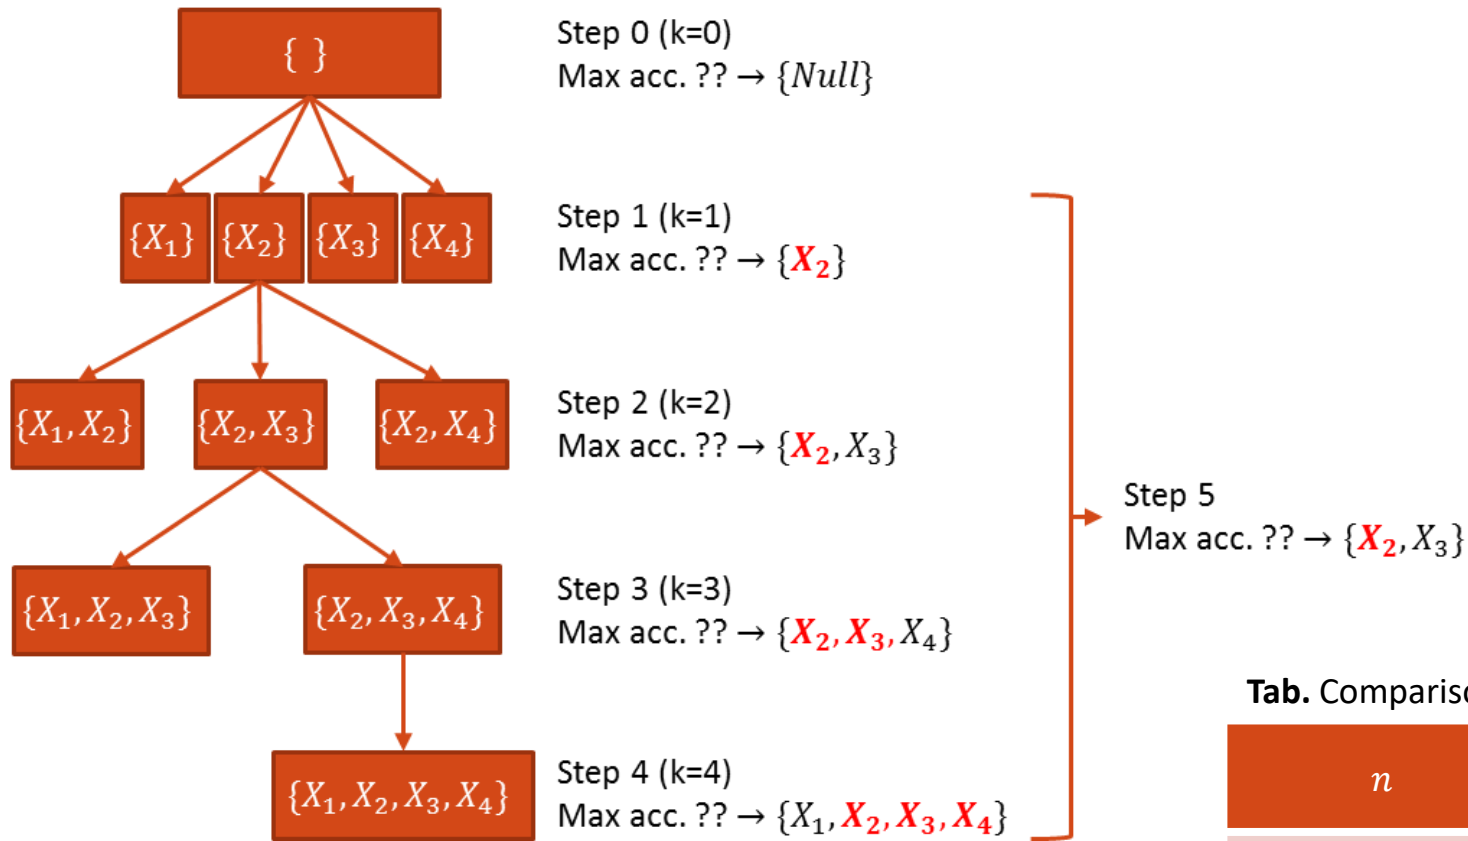 { }
Step 0 (k=0)
Max acc. ?? → {Null}
{X₁} {X₂} {X₃} {X₄}
Step 1 (k=1)
Max acc. ?? → {X₂}
{X₁, X₂} {X₂, X₃} {X₂, X₄}
Step 2 (k=2)
Max acc. ?? → {X₂, X₃}
{X₁, X₂, X₃} {X₂, X₃, X₄}
Step 3 (k=3)
Max acc. ?? → {X₂, X₃, X₄}
{X₁, X₂, X₃, X₄}
Step 4 (k=4)
Max acc. ?? → {X₁, X₂, X₃, X₄}
Step 5
Max acc. ?? → {X₂, X₃}
Tab. Comparis
n